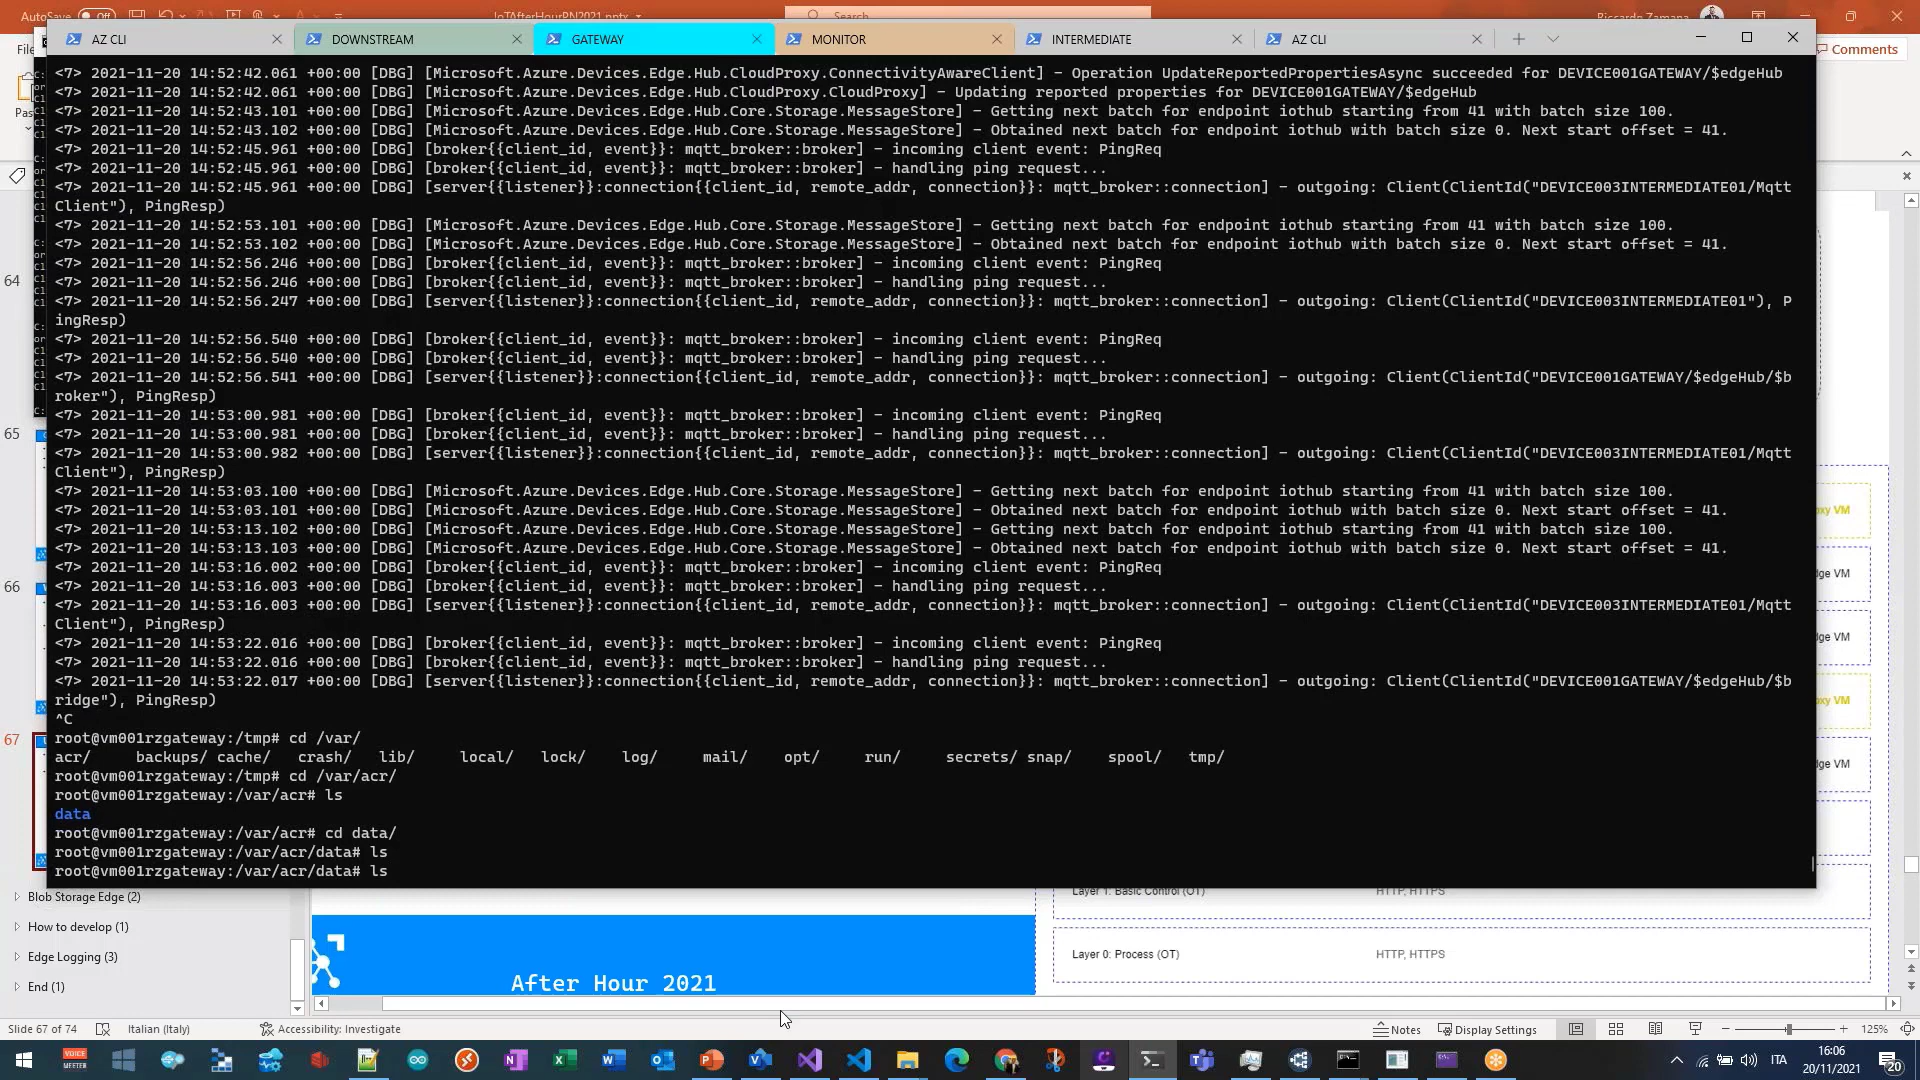 AutoSave Off
IoTAfterHourPN2021.pptx
Search
Riccardo Zamana
AZ CLI
DOWNSTREAM
GATEWAY
MONITOR
INTERMEDIATE
AZ CLI
Comments
<7> 2021-11-20 14:52:42.061 +00:00 [DBG] [Microsoft.Azure.Devices.Edge.Hub.CloudProxy.ConnectivityAwareClient] - Operation UpdateReportedPropertiesAsync succeeded for DEVICE001GATEWAY/$edgeHub
<7> 2021-11-20 14:52:42.061 +00:00 [DBG] [Microsoft.Azure.Devices.Edge.Hub.CloudProxy.CloudProxy] - Updating reported properties for DEVICE001GATEWAY/$edgeHub
<7> 2021-11-20 14:52:43.101 +00:00 [DBG] [Microsoft.Azure.Devices.Edge.Hub.Core.Storage.MessageStore] - Getting next batch for endpoint iothub starting from 41 with batch size 100.
<7> 2021-11-20 14:52:43.102 +00:00 [DBG] [Microsoft.Azure.Devices.Edge.Hub.Core.Storage.MessageStore] - Obtained next batch for endpoint iothub with batch size 0. Next start offset = 41.
<7> 2021-11-20 14:52:45.961 +00:00 [DBG] [broker{{client_id, event}}: mqtt_broker::broker] - incoming client event: PingReq
<7> 2021-11-20 14:52:45.961 +00:00 [DBG] [broker{{client_id, event}}: mqtt_broker::broker] - handling ping request...
<7> 2021-11-20 14:52:45.961 +00:00 [DBG] [server{{listener}}:connection{{client_id, remote_addr, connection}}: mqtt_broker::connection] - outgoing: Client(ClientId("DEVICE003INTERMEDIATE01/Mqtt
Client"), PingResp)
<7> 2021-11-20 14:52:53.101 +00:00 [DBG] [Microsoft.Azure.Devices.Edge.Hub.Core.Storage.MessageStore] - Getting next batch for endpoint iothub starting from 41 with batch size 100.
<7> 2021-11-20 14:52:53.102 +00:00 [DBG] [Microsoft.Azure.Devices.Edge.Hub.Core.Storage.MessageStore] - Obtained next batch for endpoint iothub with batch size 0. Next start offset = 41.
<7> 2021-11-20 14:52:56.246 +00:00 [DBG] [broker{{client_id, event}}: mqtt_broker::broker] - incoming client event: PingReq
<7> 2021-11-20 14:52:56.246 +00:00 [DBG] [broker{{client_id, event}}: mqtt_broker::broker] - handling ping request...
<7> 2021-11-20 14:52:56.247 +00:00 [DBG] [server{{listener}}:connection{{client_id, remote_addr, connection}}: mqtt_broker::connection] - outgoing: Client(ClientId("DEVICE003INTERMEDIATE01"), P
ingResp)
<7> 2021-11-20 14:52:56.540 +00:00 [DBG] [broker{{client_id, event}}: mqtt_broker::broker] - incoming client event: PingReq
<7> 2021-11-20 14:52:56.540 +00:00 [DBG] [broker{{client_id, event}}: mqtt_broker::broker] - handling ping request...
<7> 2021-11-20 14:52:56.541 +00:00 [DBG] [server{{listener}}:connection{{client_id, remote_addr, connection}}: mqtt_broker::connection] - outgoing: Client(ClientId("DEVICE001GATEWAY/$edgeHub/$b
roker"), PingResp)
<7> 2021-11-20 14:53:00.981 +00:00 [DBG] [broker{{client_id, event}}: mqtt_broker::broker] - incoming client event: PingReq
<7> 2021-11-20 14:53:00.981 +00:00 [DBG] [broker{{client_id, event}}: mqtt_broker::broker] - handling ping request...
<7> 2021-11-20 14:53:00.982 +00:00 [DBG] [server{{listener}}:connection{{client_id, remote_addr, connection}}: mqtt_broker::connection] - outgoing: Client(ClientId("DEVICE003INTERMEDIATE01/Mqtt
Client"), PingResp)
<7> 2021-11-20 14:53:03.100 +00:00 [DBG] [Microsoft.Azure.Devices.Edge.Hub.Core.Storage.MessageStore] - Getting next batch for endpoint iothub starting from 41 with batch size 100.
<7> 2021-11-20 14:53:03.101 +00:00 [DBG] [Microsoft.Azure.Devices.Edge.Hub.Core.Storage.MessageStore] - Obtained next batch for endpoint iothub with batch size 0. Next start offset = 41.
<7> 2021-11-20 14:53:13.102 +00:00 [DBG] [Microsoft.Azure.Devices.Edge.Hub.Core.Storage.MessageStore] - Getting next batch for endpoint iothub starting from 41 with batch size 100.
<7> 2021-11-20 14:53:13.103 +00:00 [DBG] [Microsoft.Azure.Devices.Edge.Hub.Core.Storage.MessageStore] - Obtained next batch for endpoint iothub with batch size 0. Next start offset = 41.
<7> 2021-11-20 14:53:16.002 +00:00 [DBG] [broker{{client_id, event}}: mqtt_broker::broker] - incoming client event: PingReq
<7> 2021-11-20 14:53:16.003 +00:00 [DBG] [broker{{client_id, event}}: mqtt_broker::broker] - handling ping request...
<7> 2021-11-20 14:53:16.003 +00:00 [DBG] [server{{listener}}:connection{{client_id, remote_addr, connection}}: mqtt_broker::connection] - outgoing: Client(ClientId("DEVICE003INTERMEDIATE01/Mqtt
Client"), PingResp)
<7> 2021-11-20 14:53:22.016 +00:00 [DBG] [broker{{client_id, event}}: mqtt_broker::broker] - incoming client event: PingReq
<7> 2021-11-20 14:53:22.016 +00:00 [DBG] [broker{{client_id, event}}: mqtt_broker::broker] - handling ping request...
<7> 2021-11-20 14:53:22.017 +00:00 [DBG] [server{{listener}}:connection{{client_id, remote_addr, connection}}: mqtt_broker::connection] - outgoing: Client(ClientId("DEVICE001GATEWAY/$edgeHub/$b
ridge"), PingResp)
^C
root@vm001rzgateway:/tmp# cd /var/
acr/ backups/ cache/ crash/ lib/ local/ lock/ log/ mail/ opt/ run/ secrets/ snap/ spool/ tmp/
root@vm001rzgateway:/tmp# cd /var/acr/
root@vm001rzgateway:/var/acr# ls
data
root@vm001rzgateway:/var/acr# cd data/
root@vm001rzgateway:/var/acr/data# ls
root@vm001rzgateway:/var/acr/data# ls
64
65
66
67
oxy VM
dge VM
dge VM
oxy VM
dge VM
Blob Storage Edge (2)
How to develop (1)
Edge Logging (3)
End (1)
Layer 1: Basic Control (OT) HTTP, HTTPS
Layer 0: Process (OT) HTTP, HTTPS
After Hour 2021
Slide 67 of 74
Italian (Italy)
Accessibility: Investigate
Notes
Display Settings
125%
VOICE
MEETER
ITA
16:06
20/11/2021
20